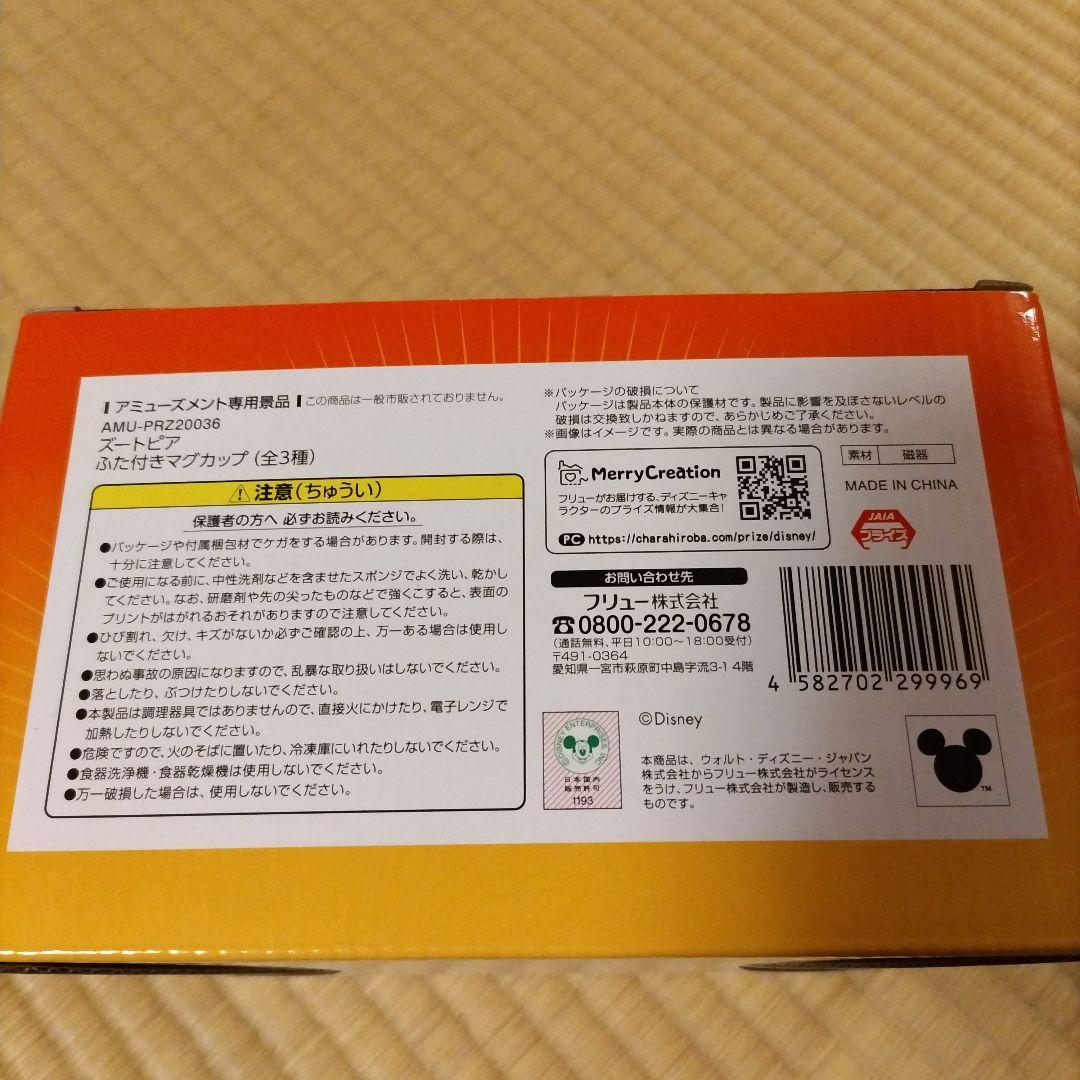 アミューズメント専用景品 この商品は一般市販されておりません。
AMU-PRZ20036
ズートピア
ふた付きマグカップ(全3種)
⚠注意(ちゅうい)
保護者の方へ 必ずお読みください。
●パッケージや付属梱包材でケガをする場合があります。開封する際は、
十分に注意してください。
●ご使用になる前に、中性洗剤などを含ませたスポンジでよく洗い、乾かし
てください。なお、研磨剤や先の尖ったものなどで強くこすると、表面の
プリントがはがれるおそれがありますので注意してください。
●ひび割れ、欠け、キズがないか必ずご確認の上、万一ある場合は使用し
ないでください。
●思わぬ事故の原因になりますので、乱暴な取り扱いはしないでください。
●落としたり、ぶつけたりしないでください。
●本製品は調理器具ではありませんので、直接火にかけたり、電子レンジで
加熱したりしないでください。
●危険ですので、火のそばに置いたり、冷凍庫にいれたりしないでください。
●食器洗浄機・食器乾燥機は使用しないでください。
●万一破損した場合は、使用しないでください。
※パッケージの破損について
パッケージは製品本体の保護材です。製品に影響を及ぼさないレベルの
破損は交換致しかねますので、あらかじめご了承ください。
※画像はイメージです。実際の商品とは異なる場合があります。
MerryCreation
フリューがお届けする、ディズニーキャ
ラクターのプライズ情報が大集合!
PC https://charahiroba.com/prize/disney/
素材 磁器
MADE IN CHINA
JAIA
プライズ
お問い合わせ先
フリュー株式会社
☎0800-222-0678
(通話無料、平日10:00〜18:00受付)
〒491-0364
愛知県一宮市萩原町中島字流3-1 4階
4 582702 299969
©DISNEY ENTERPRISES, INC.
日本国内
販売許可
1193
©Disney
本商品は、ウォルト・ディズニー・ジャパン
株式会社からフリュー株式会社がライセンス
をうけ、フリュー株式会社が製造し、販売する
ものです。
TM